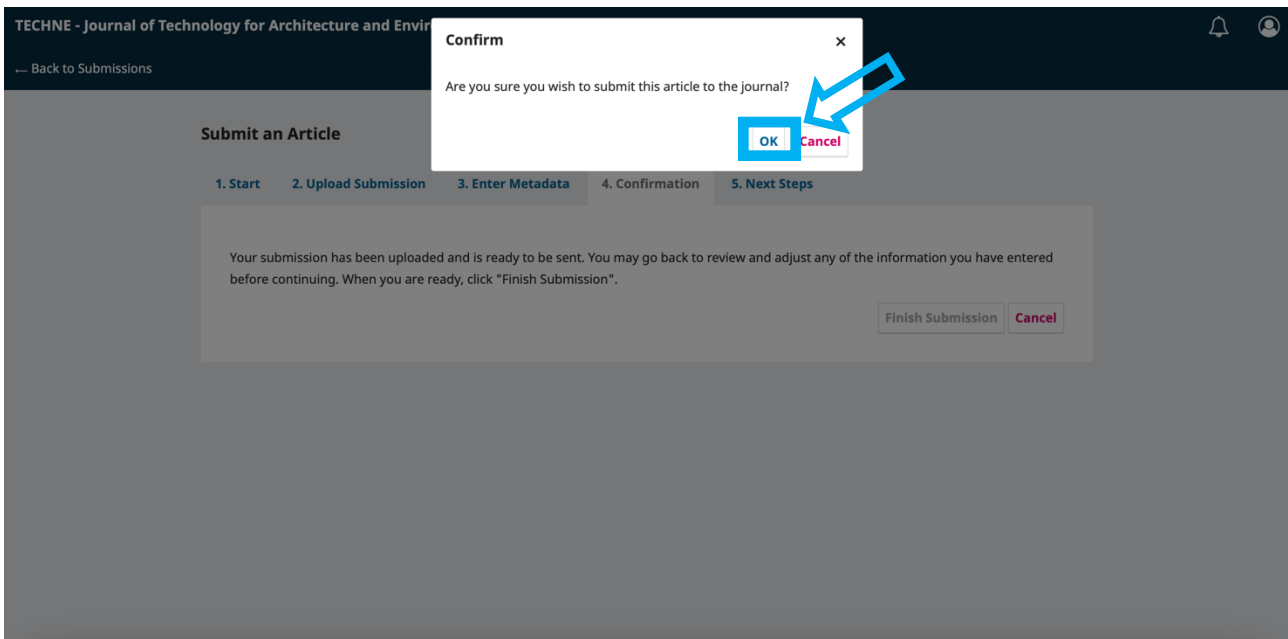 TECHNE - Journal of Technology for Architecture and Envir
← Back to Submissions
Confirm
×
Are you sure you wish to submit this article to the journal?
OK
Cancel
Submit an Article
1. Start 2. Upload Submission 3. Enter Metadata 4. Confirmation 5. Next Steps
Your submission has been uploaded and is ready to be sent. You may go back to review and adjust any of the information you have entered
before continuing. When you are ready, click "Finish Submission".
Finish Submission Cancel